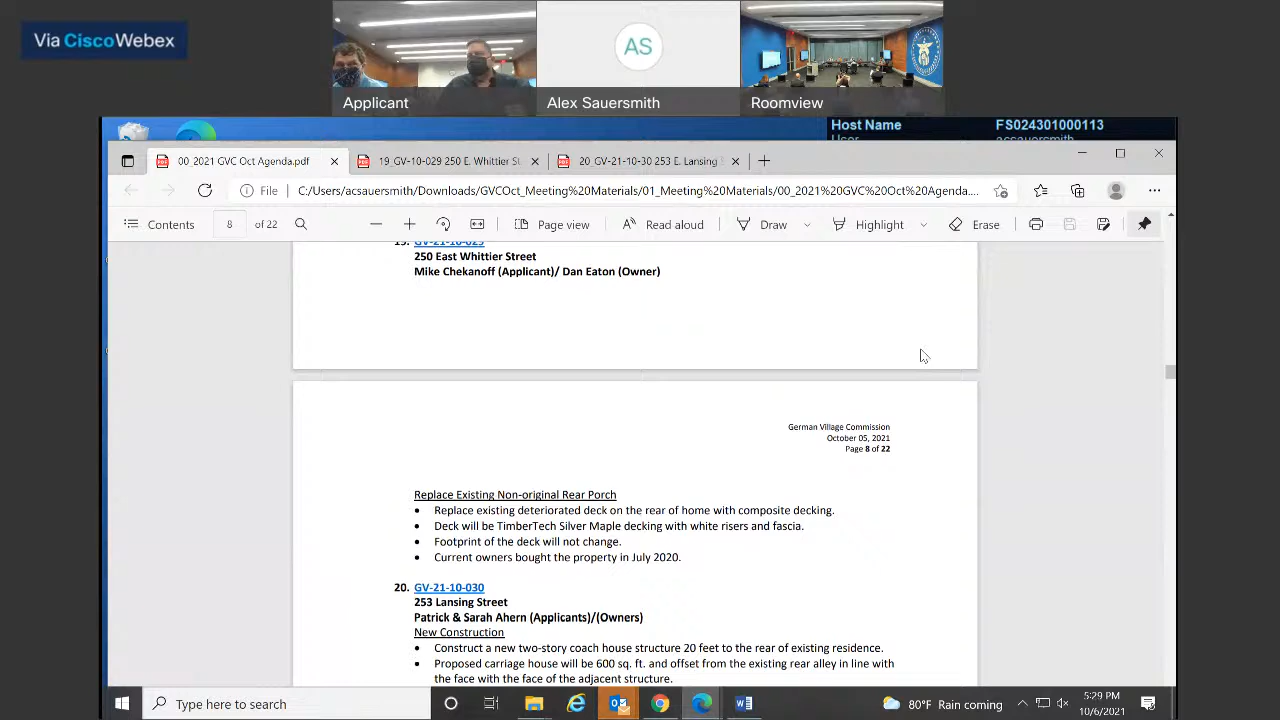 Via CiscoWebex
AS
Applicant
Alex Sauersmith
Roomview
Host Name FS024301000113
User acsauersmith
00_2021 GVC Oct Agenda.pdf
19_GV-10-029 250 E. Whittier St
20_GV-21-10-30 253 E. Lansing
File
C:/Users/acsauersmith/Downloads/GVCOct_Meeting%20Materials/01_Meeting%20Materials/00_2021%20GVC%20Oct%20Agenda....
Contents
8 of 22
Page view
Read aloud
Draw
Highlight
Erase
19. GV-21-10-029
250 East Whittier Street
Mike Chekanoff (Applicant)/ Dan Eaton (Owner)
German Village Commission
October 05, 2021
Page 8 of 22
Replace Existing Non-original Rear Porch
• Replace existing deteriorated deck on the rear of home with composite decking.
• Deck will be TimberTech Silver Maple decking with white risers and fascia.
• Footprint of the deck will not change.
• Current owners bought the property in July 2020.
20. GV-21-10-030
253 Lansing Street
Patrick & Sarah Ahern (Applicants)/(Owners)
New Construction
• Construct a new two-story coach house structure 20 feet to the rear of existing residence.
• Proposed carriage house will be 600 sq. ft. and offset from the existing rear alley in line with
the face with the face of the adjacent structure.
Type here to search
80°F Rain coming
5:29 PM
10/6/2021